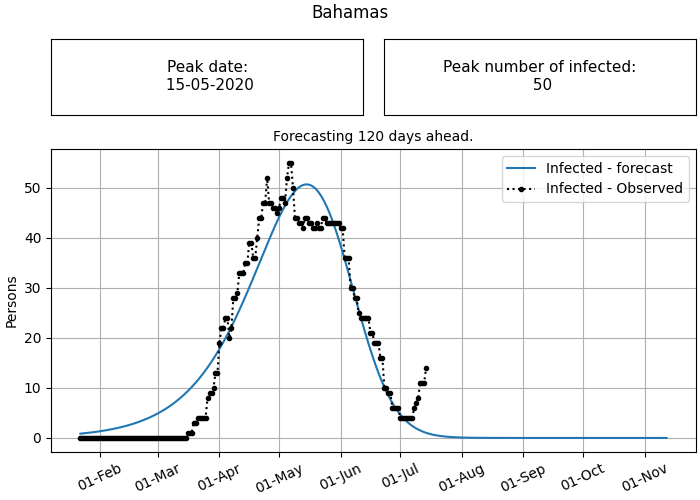 Bahamas
Peak date:
15-05-2020
Peak number of infected:
50
Forecasting 120 days ahead.
Infected - forecast
Infected - Observed
Persons
50
40
30
20
10
0
01-Feb
01-Mar
01-Apr
01-May
01-Jun
01-Jul
01-Aug
01-Sep
01-Oct
01-Nov